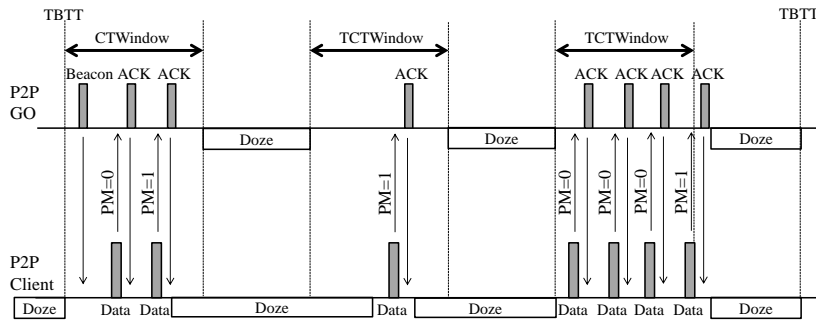 TBTT TBTT
CTWindow TCTWindow TCTWindow
Beacon ACK ACK ACK ACK ACK ACK ACK
P2P
GO
Doze Doze Doze
PM=0 PM=1 PM=1 PM=0 PM=0 PM=0 PM=1
P2P
Client
Doze Data Data Doze Data Doze Data Data Data Data Doze